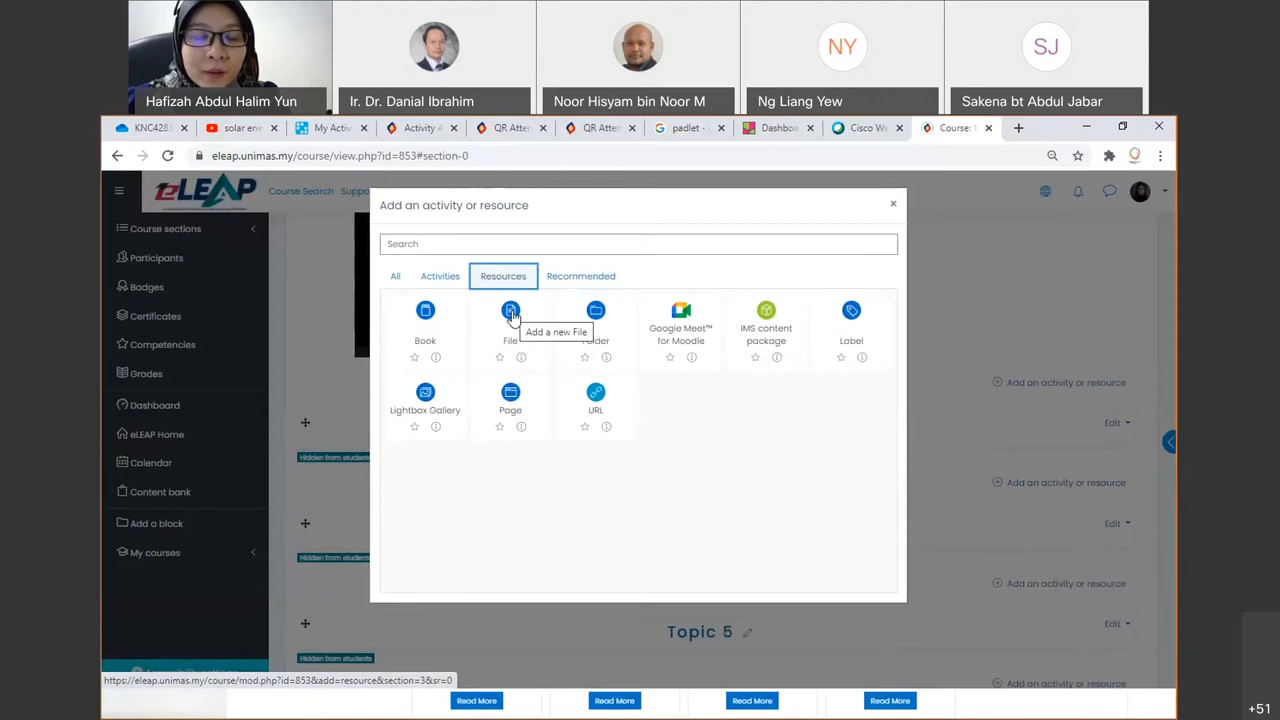 NY
SJ
Hafizah Abdul Halim Yun
Ir. Dr. Danial Ibrahim
Noor Hisyam bin Noor M
Ng Liang Yew
Sakena bt Abdul Jabar
KNC428
solar ene
My Activ
Activity A
QR Atten
QR Atten
padlet -
Dashboa
Cisco We
Course:
eleap.unimas.my/course/view.php?id=853#section-0
eLEAP
Course Search
Suppo
Add an activity or resource
Search
All
Activities
Resources
Recommended
Book
File
Folder
Google Meet™ for Moodle
IMS content package
Label
Add a new File
Lightbox Gallery
Page
URL
Course sections
Participants
Badges
Certificates
Competencies
Grades
Dashboard
eLEAP Home
Calendar
Content bank
Add a block
My courses
Add an activity or resource
Edit
Hidden from students
Add an activity or resource
Edit
Hidden from students
Add an activity or resource
Topic 5
Edit
Hidden from students
Add an activity or resource
https://eleap.unimas.my/course/mod.php?id=853&add=resource&section=3&sr=0
Read More
Read More
Read More
Read More
+51